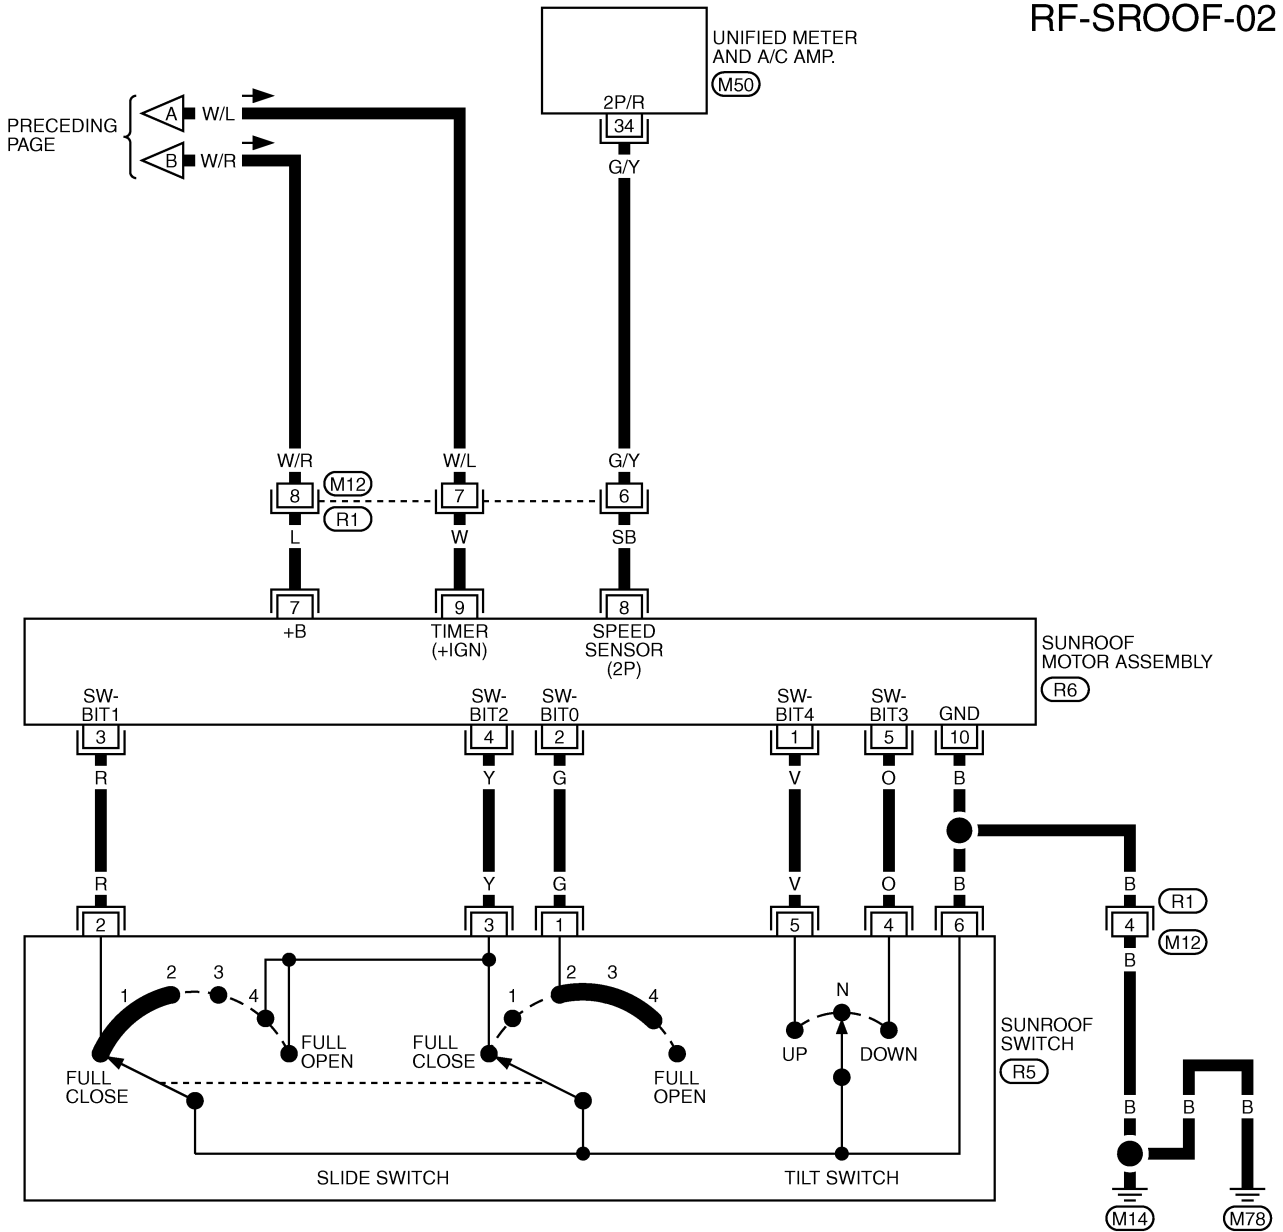 RF-SROOF-02
UNIFIED METER
AND A/C AMP.
M50
2P/R
34
G/Y
PRECEDING
PAGE
A W/L
B W/R
W/R W/L G/Y
8 M12 7 6
R1
L W SB
7 9 8
+B TIMER
(+IGN) SPEED
SENSOR
(2P)
SUNROOF
MOTOR ASSEMBLY
R6
SW-
BIT1
SW-
BIT2
SW-
BIT0
SW-
BIT4
SW-
BIT3
GND
3 4 2 1 5 10
R Y G V O B
R Y G V O B B
R1
2 3 1 5 4 6 4
M12
B
1 2 3 4
FULL
OPEN
FULL
CLOSE
1 2 3 4
FULL
CLOSE
FULL
OPEN
N
UP DOWN
SUNROOF
SWITCH
R5
B B B
SLIDE SWITCH TILT SWITCH
M14 M78